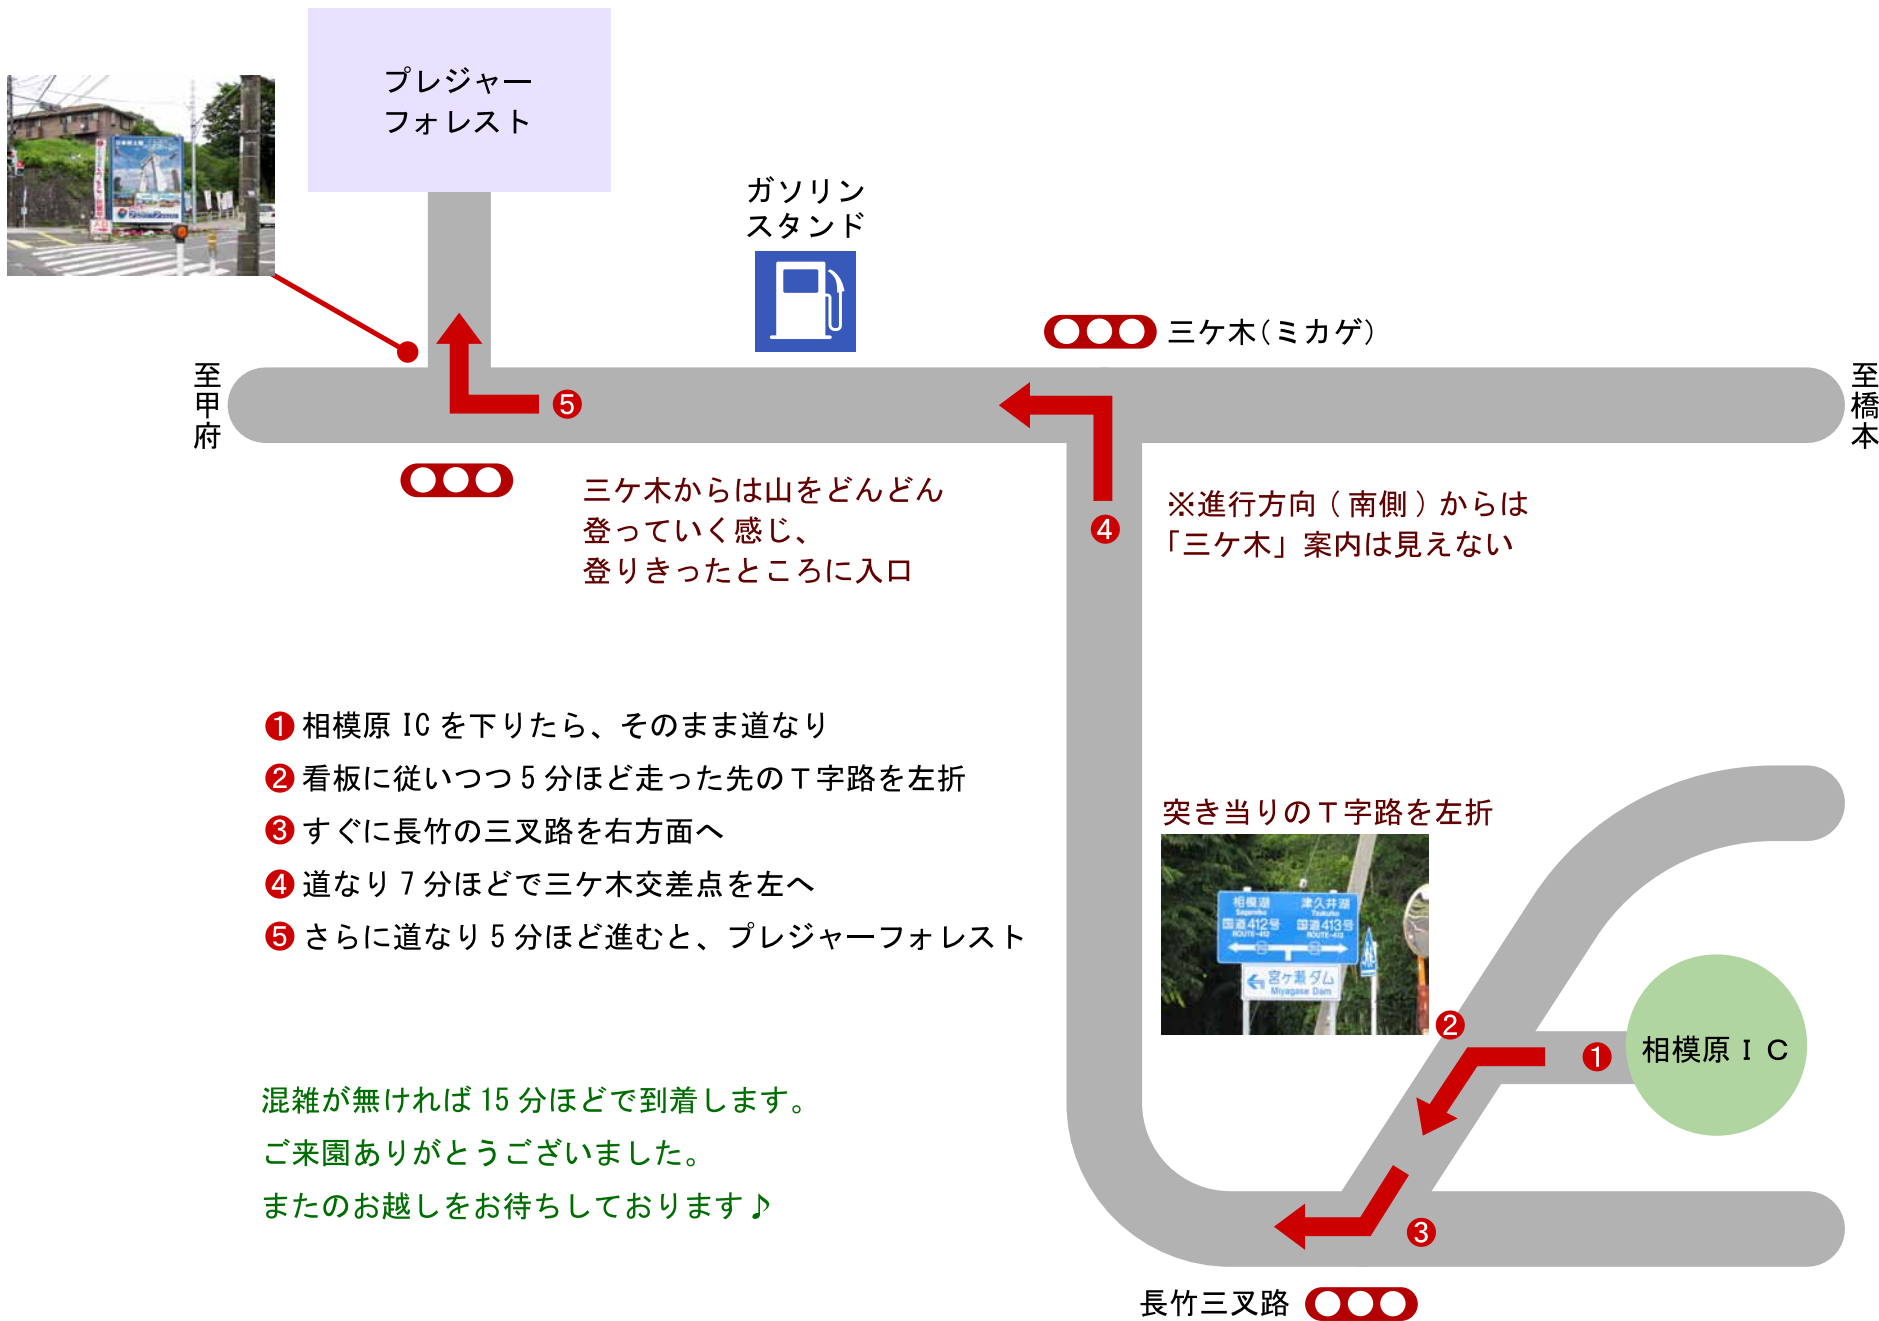 プレジャー
フォレスト
ガソリン
スタンド
三ケ木(ミカゲ)
至甲府
至橋本
5
4
三ケ木からは山をどんどん
登っていく感じ、
登りきったところに入口
※進行方向(南側)からは
「三ケ木」案内は見えない
1 相模原 IC を下りたら、そのまま道なり
2 看板に従いつつ 5 分ほど走った先のT字路を左折
3 すぐに長竹の三叉路を右方面へ
4 道なり 7 分ほどで三ケ木交差点を左へ
5 さらに道なり 5 分ほど進むと、プレジャーフォレスト
突き当りのT字路を左折
相模湖 津久井湖
Sagamiko Tsukuiko
国道412号 国道413号
ROUTE-412 ROUTE-413
宮ヶ瀬ダム
Miyagase Dam
2
1
相模原IC
3
長竹三叉路
混雑が無ければ 15 分ほどで到着します。
ご来園ありがとうございました。
またのお越しをお待ちしております♪